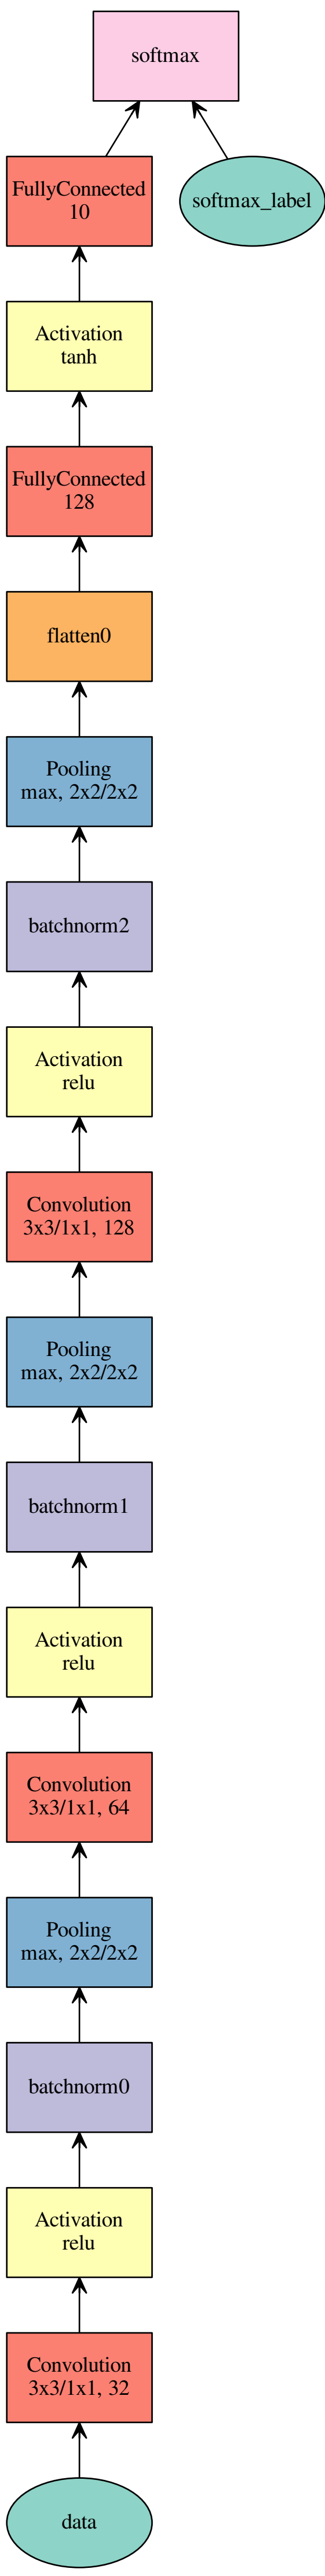 softmax
FullyConnected
10
softmax_label
Activation
tanh
FullyConnected
128
flatten0
Pooling
max, 2x2/2x2
batchnorm2
Activation
relu
Convolution
3x3/1x1, 128
Pooling
max, 2x2/2x2
batchnorm1
Activation
relu
Convolution
3x3/1x1, 64
Pooling
max, 2x2/2x2
batchnorm0
Activation
relu
Convolution
3x3/1x1, 32
data